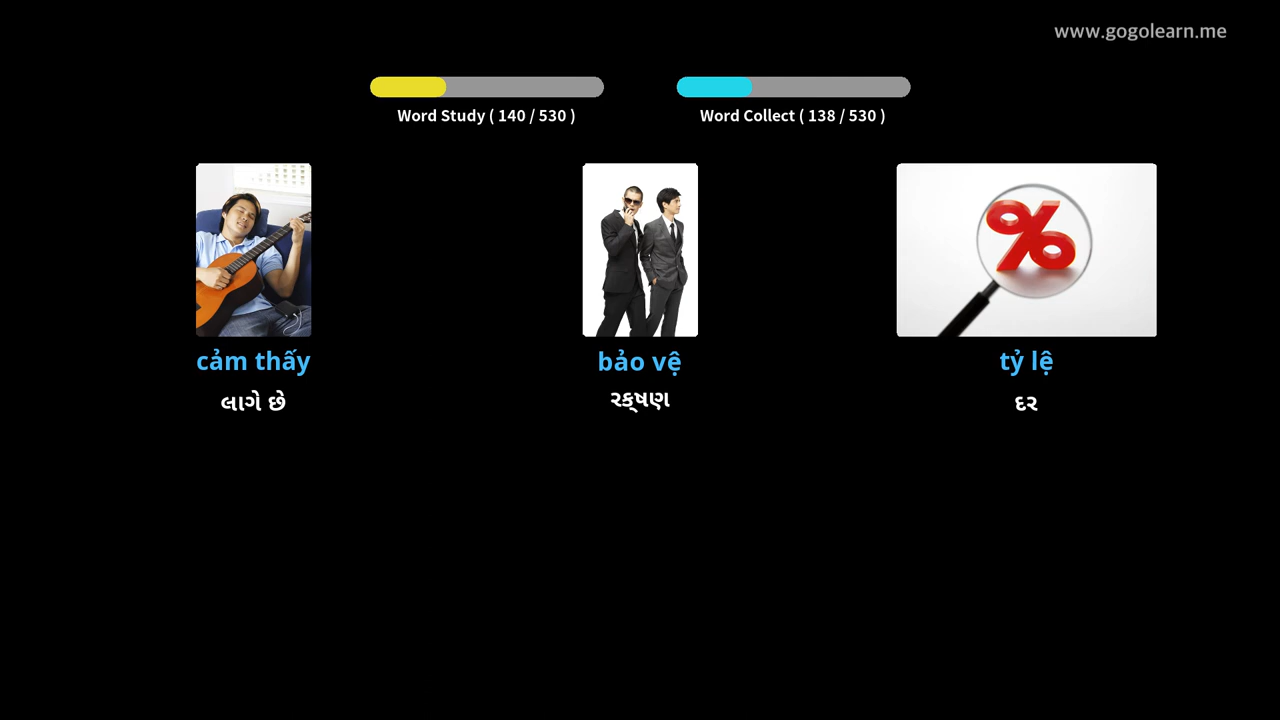 www.gogolearn.me
Word Study ( 140 / 530 )
Word Collect ( 138 / 530 )
cảm thấy
bảo vệ
tỷ lệ
લાગે છે
રક્ષણ
દર